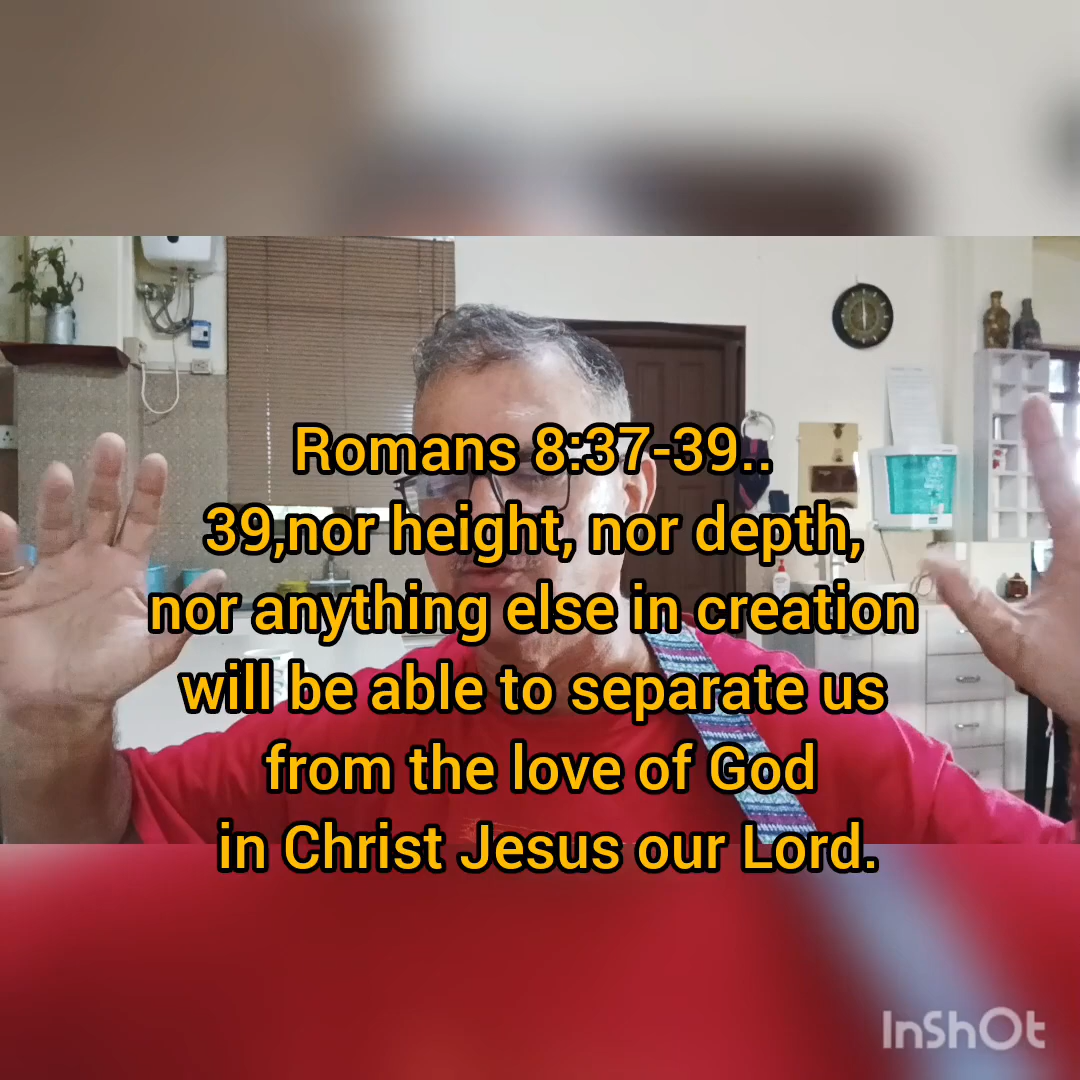 Romans 8:37-39..
39,nor height, nor depth,
nor anything else in creation
will be able to separate us
from the love of God
in Christ Jesus our Lord.
InShOt